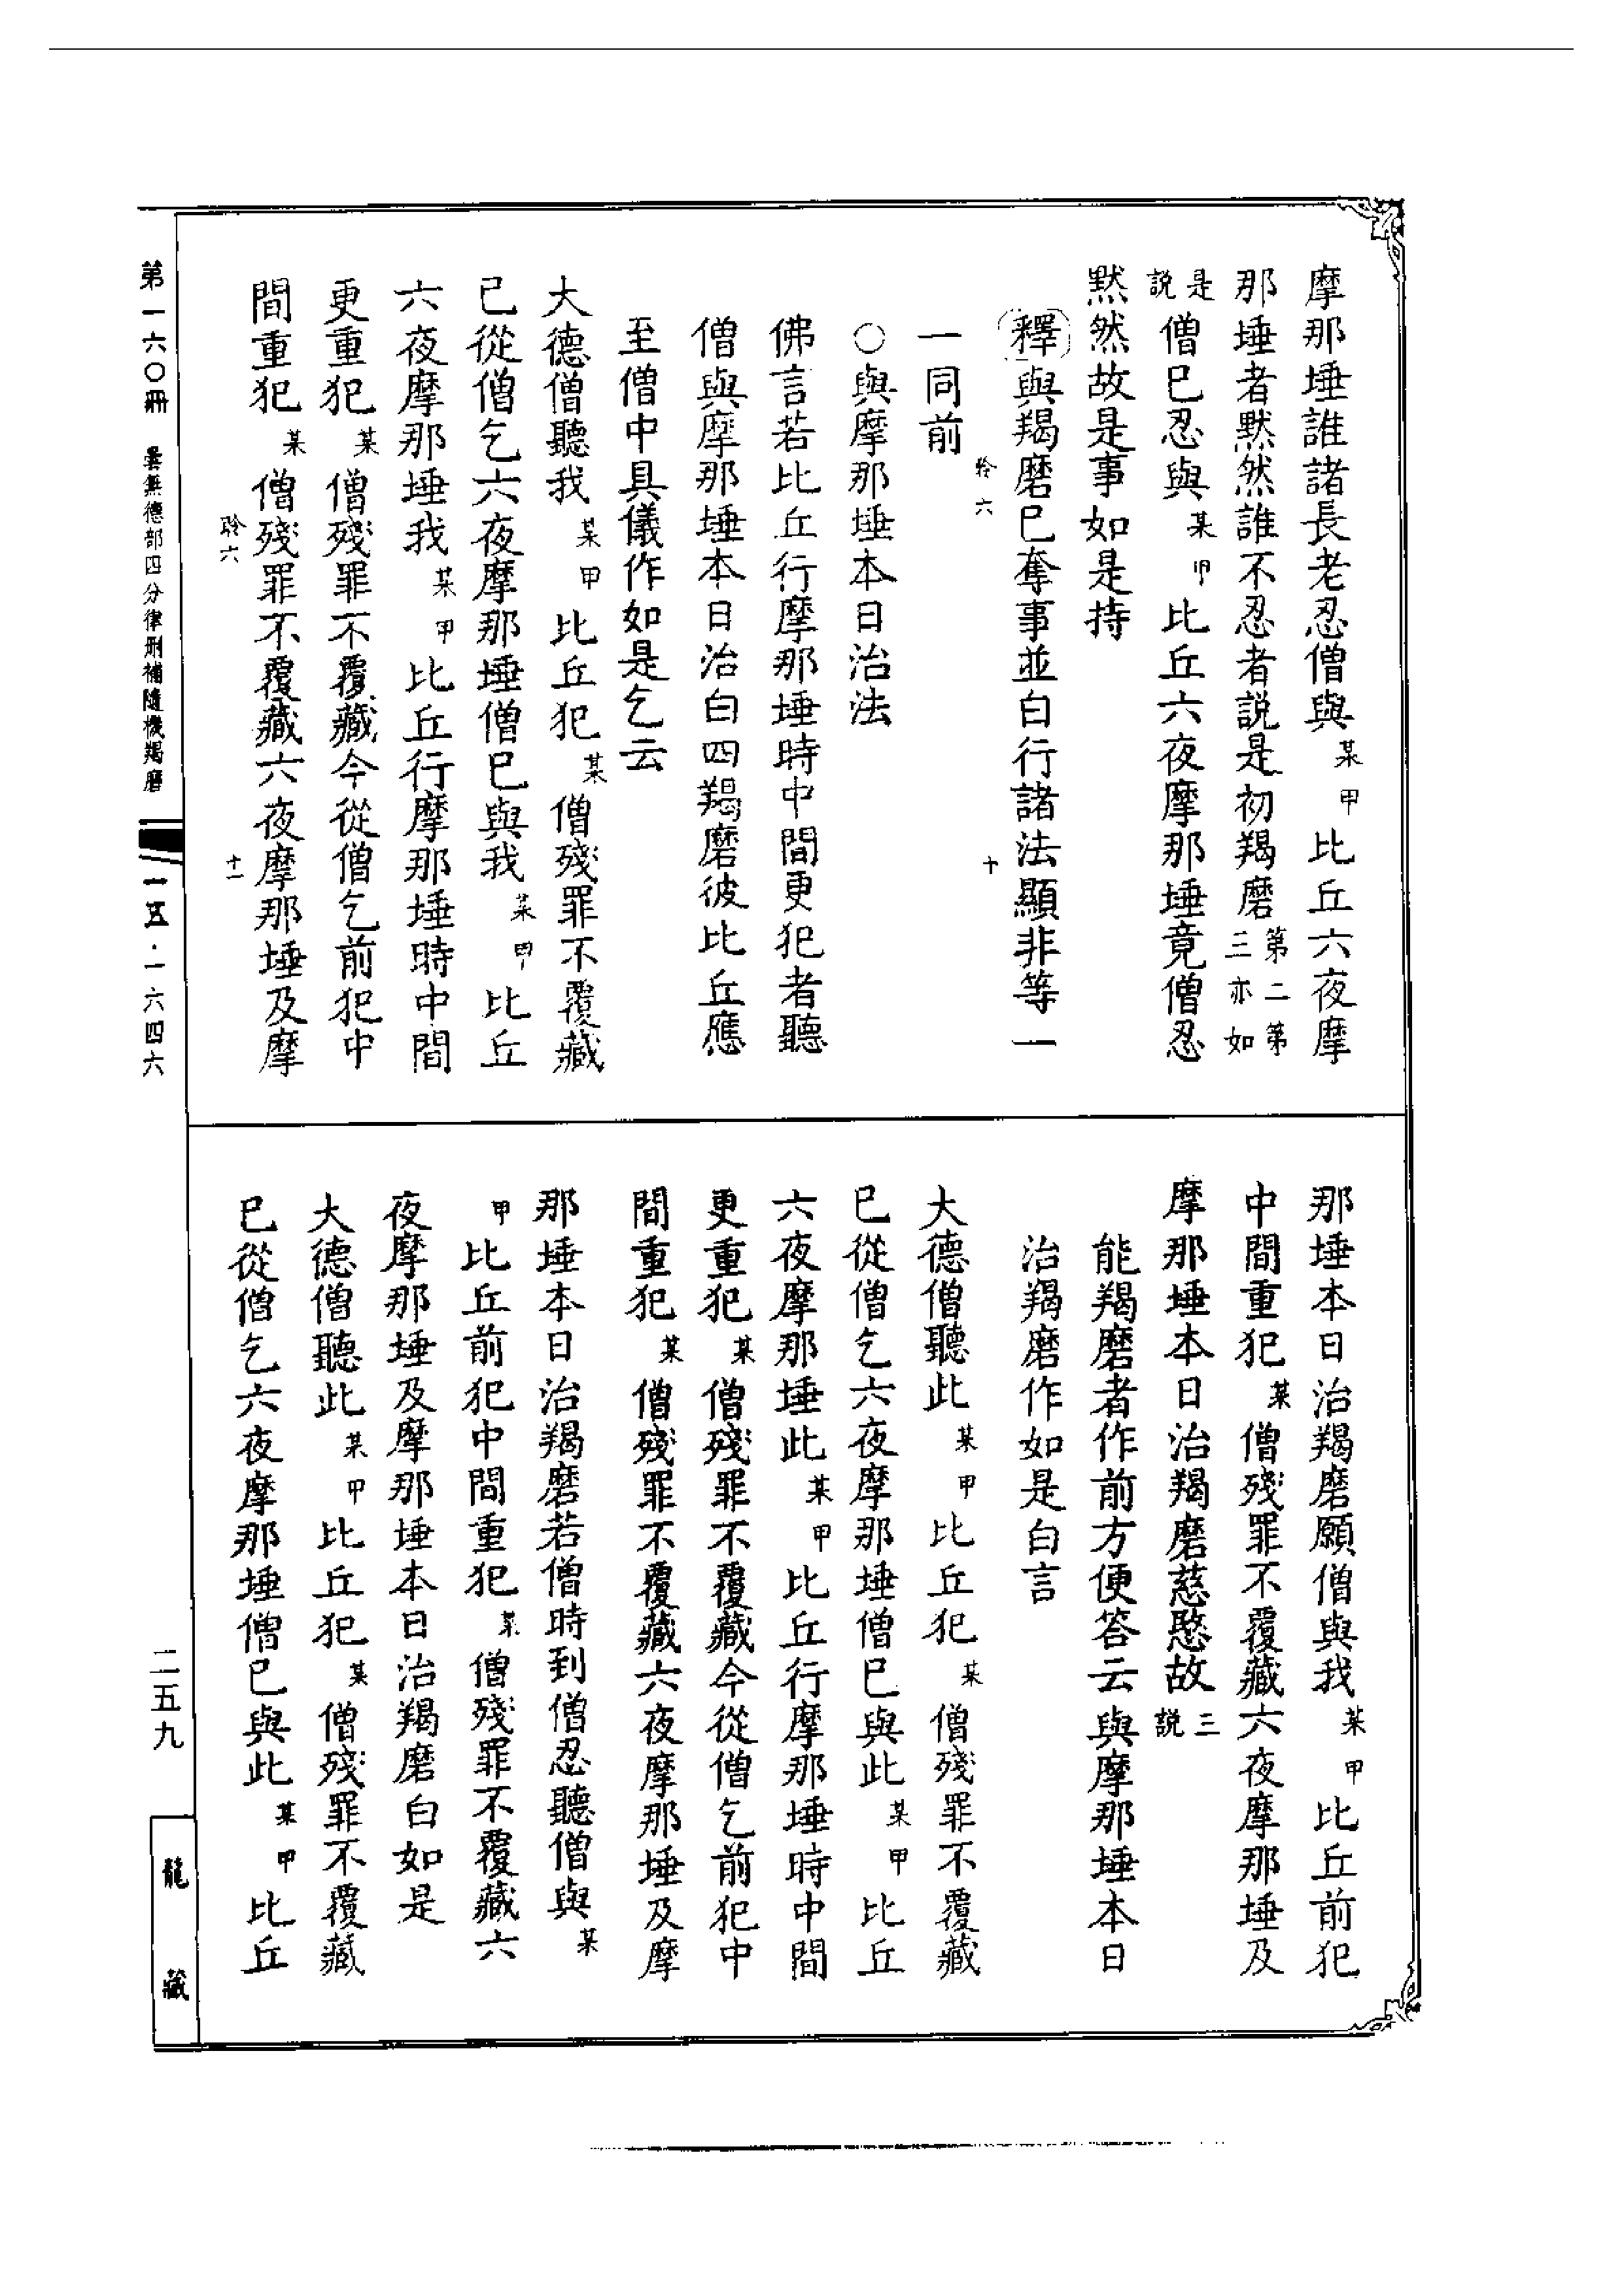 摩那埵誰諸長老忍僧與某甲比丘六夜摩
那埵者默然誰不忍者説是初羯磨第二第三亦如
是説僧已忍與某甲比丘六夜摩那埵竟僧忍
默然故是事如是持
釋與羯磨已奪事並白行諸法顯非等一
聆六 十
一同前
○與摩那埵本日治法
佛言若比丘行摩那埵時中間更犯者聽
僧與摩那埵本日治白四羯磨彼比丘應
至僧中具儀作如是乞云
大德僧聽我某甲比丘犯某僧殘罪不覆藏
已從僧乞六夜摩那埵僧已與我某甲比丘
六夜摩那埵我某甲比丘行摩那埵時中間
更重犯某僧殘罪不覆藏今從僧乞前犯中
間重犯某僧殘罪不覆藏六夜摩那埵及摩
聆六 十一
那埵本日治羯磨願僧與我某甲比丘前犯
中間重犯某僧殘罪不覆藏六夜摩那埵及
摩那埵本日治羯磨慈愍故三説
能羯磨者作前方便答云與摩那埵本日
治羯磨作如是白言
大德僧聽此某甲比丘犯某僧殘罪不覆藏
已從僧乞六夜摩那埵僧已與此某甲比丘
六夜摩那埵此某甲比丘行摩那埵時中間
更重犯某僧殘罪不覆藏今從僧乞前犯中
間重犯某僧殘罪不覆藏六夜摩那埵及摩
那埵本日治羯磨若僧時到僧忍聽僧與某
甲比丘前犯中間重犯某僧殘罪不覆藏六
夜摩那埵及摩那埵本日治羯磨白如是
大德僧聽此某甲比丘犯某僧殘罪不覆藏
已從僧乞六夜摩那埵僧已與此某甲比丘
第一六〇冊 曇無德部四分律刪補隨機羯磨 一五·一六四六
二五九
龍藏